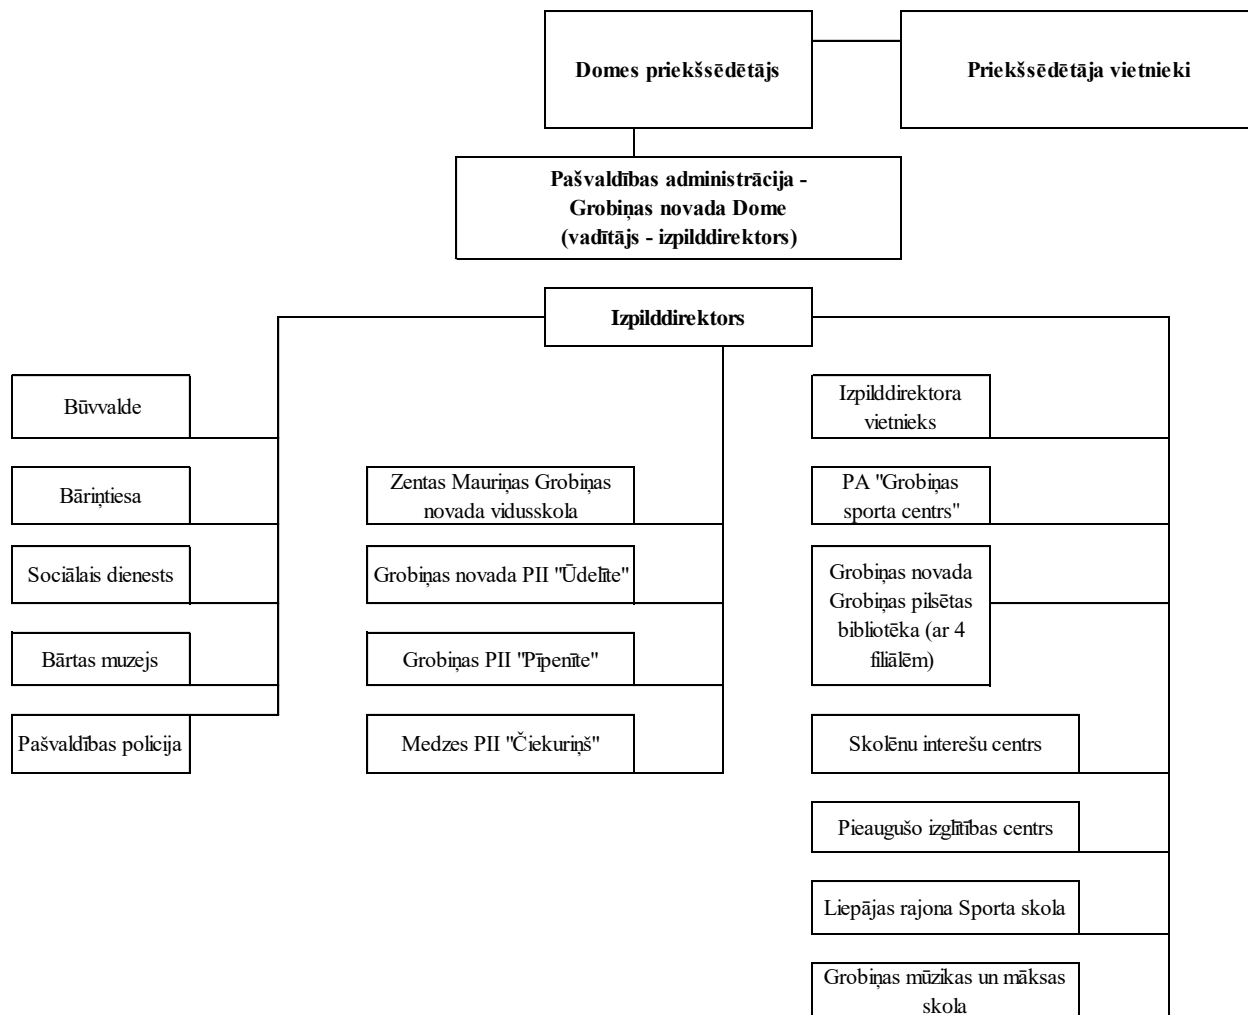 Domes priekšsēdētājs
Priekšsēdētāja vietnieki
Pašvaldības administrācija -
Grobiņas novada Dome
(vadītājs - izpilddirektors)
Izpilddirektors
Būvvalde
Bāriņtiesa
Sociālais dienests
Bārtas muzejs
Pašvaldības policija
Zentas Mauriņas Grobiņas
novada vidusskola
Grobiņas novada PII "Ūdelīte"
Grobiņas PII "Pīpenīte"
Medzes PII "Čiekuriņš"
Izpilddirektora
vietnieks
PA "Grobiņas
sporta centrs"
Grobiņas novada
Grobiņas pilsētas
bibliotēka (ar 4
filiālēm)
Skolēnu interešu centrs
Pieaugušo izglītības centrs
Liepājas rajona Sporta skola
Grobiņas mūzikas un māksas
skola